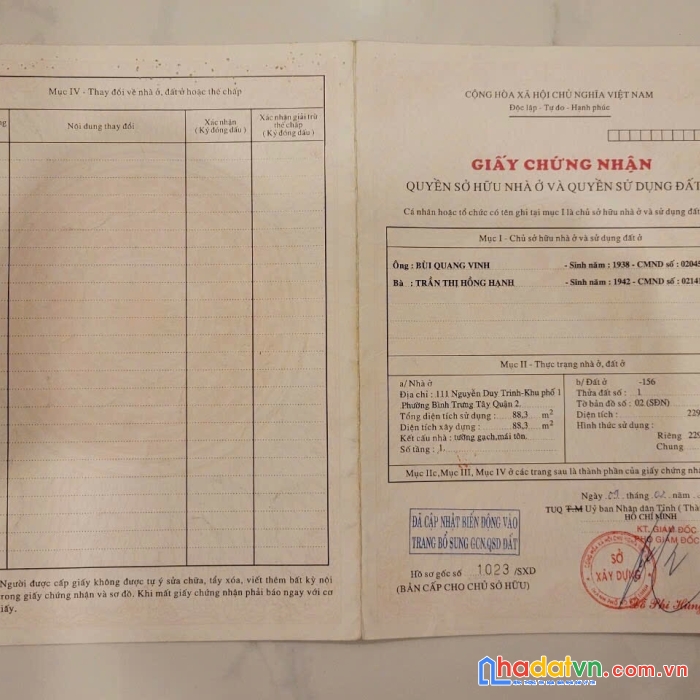 Mục IV - Thay đổi về nhà ở, đất ở hoặc thế chấp
Nội dung thay đổi
Xác nhận
(Ký đóng dấu)
Xác nhận giải trừ
thế chấp
(Ký đóng dấu)
Người được cấp giấy không được tự ý sửa chữa, tẩy xóa, viết thêm bất kỳ nội
trong giấy chứng nhận và sơ đồ. Khi mất giấy chứng nhận phải báo ngay với cơ
giấy.
CỘNG HÒA XÃ HỘI CHỦ NGHĨA VIỆT NAM
Độc lập - Tự do - Hạnh phúc
GIẤY CHỨNG NHẬN
QUYỀN SỞ HỮU NHÀ Ở VÀ QUYỀN SỬ DỤNG ĐẤT
Cá nhân hoặc tổ chức có tên ghi tại mục I là chủ sở hữu nhà ở và sử dụng đất
Mục I - Chủ sở hữu nhà ở và sử dụng đất ở
Ông : BÙI QUANG VINH - Sinh năm : 1938 - CMND số : 02045
Bà : TRẦN THỊ HỒNG HẠNH - Sinh năm : 1942 - CMND số : 0214
Mục II - Thực trạng nhà ở, đất ở
a/ Nhà ở
Địa chỉ : 111 Nguyễn Duy Trinh-Khu phố 1
Phường Bình Trưng Tây Quận 2.
Tổng diện tích sử dụng : 88,3 m2
Diện tích xây dựng : 88,3 m2
Kết cấu nhà : tường gạch,mái tôn.
Số tầng : 1.
b/ Đất ở -156
Thửa đất số : 1
Tờ bản đồ số : 02 (SĐN)
Diện tích : 229
Hình thức sử dụng :
Riêng 229
Chung
Mục IIc, Mục III, Mục IV ở các trang sau là thành phần của giấy chứng nhậ
Ngày tháng năm
TUQ T.M Uỷ ban Nhân dân Tỉnh ( Thà
HỒ CHÍ MINH
KT. GIÁM ĐỐC
PHÓ GIÁM ĐỐC
ĐÃ CẬP NHẬT BIẾN ĐỘNG VÀO
TRANG BỔ SUNG GCN.QSD ĐẤT
Hồ sơ gốc số 1023 /SXD
(BẢN CẤP CHO CHỦ SỞ HỮU)
SỞ
XÂY DỰNG
Đỗ Phi Hùng
nhadatvn.com.vn